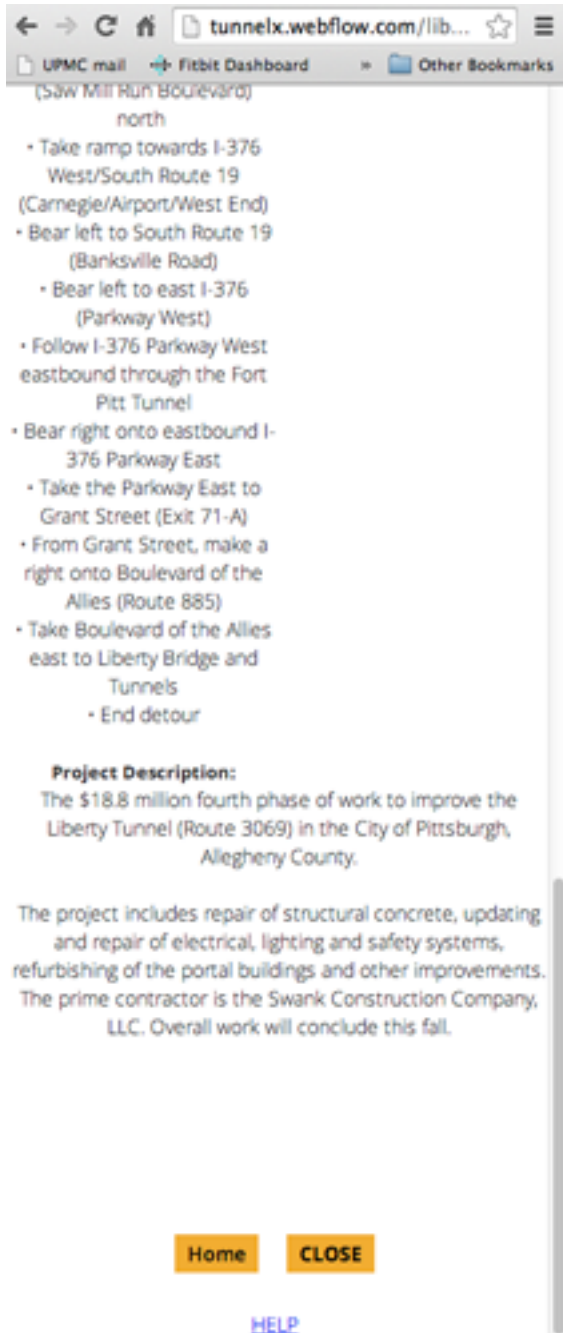 tunnelx.webflow.com/lib...
UPMC mail Fitbit Dashboard » Other Bookmarks
(Saw Mill Run Boulevard)
north
• Take ramp towards I-376
West/South Route 19
(Carnegie/Airport/West End)
• Bear left to South Route 19
(Banksville Road)
• Bear left to east I-376
(Parkway West)
• Follow I-376 Parkway West
eastbound through the Fort
Pitt Tunnel
• Bear right onto eastbound I-
376 Parkway East
• Take the Parkway East to
Grant Street (Exit 71-A)
• From Grant Street, make a
right onto Boulevard of the
Allies (Route 885)
• Take Boulevard of the Allies
east to Liberty Bridge and
Tunnels
• End detour
Project Description:
The $18.8 million fourth phase of work to improve the
Liberty Tunnel (Route 3069) in the City of Pittsburgh,
Allegheny County.
The project includes repair of structural concrete, updating
and repair of electrical, lighting and safety systems,
refurbishing of the portal buildings and other improvements.
The prime contractor is the Swank Construction Company,
LLC. Overall work will conclude this fall.
Home CLOSE
HELP